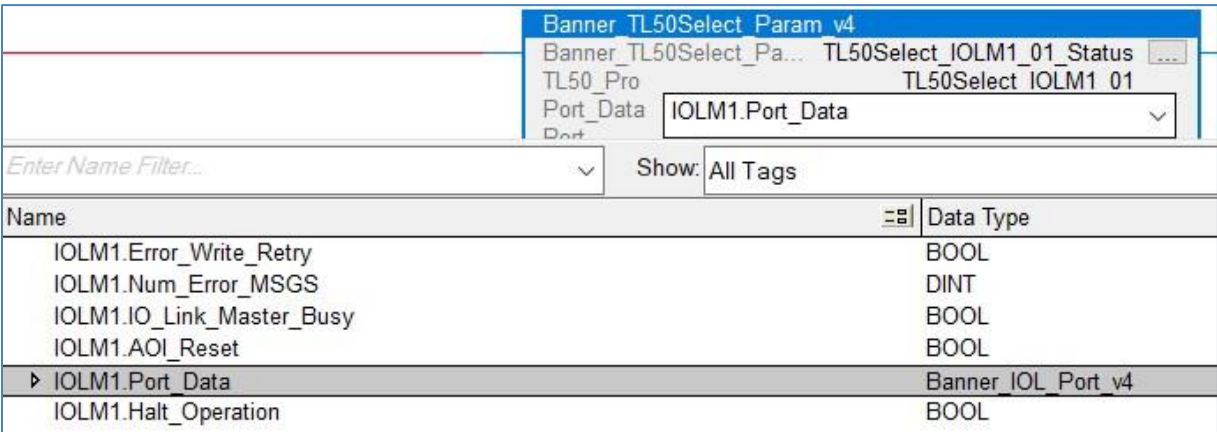 Banner_TL50Select_Param_v4
Banner_TL50Select_Pa... TL50Select_IOLM1_01_Status ...
TL50_Pro TL50Select_IOLM1_01
Port_Data IOLM1.Port_Data
Port
Enter Name Filter... Show: All Tags
Name Data Type
IOLM1.Error_Write_Retry BOOL
IOLM1.Num_Error_MSGS DINT
IOLM1.IO_Link_Master_Busy BOOL
IOLM1.AOI_Reset BOOL
IOLM1.Port_Data Banner_IOL_Port_v4
IOLM1.Halt_Operation BOOL